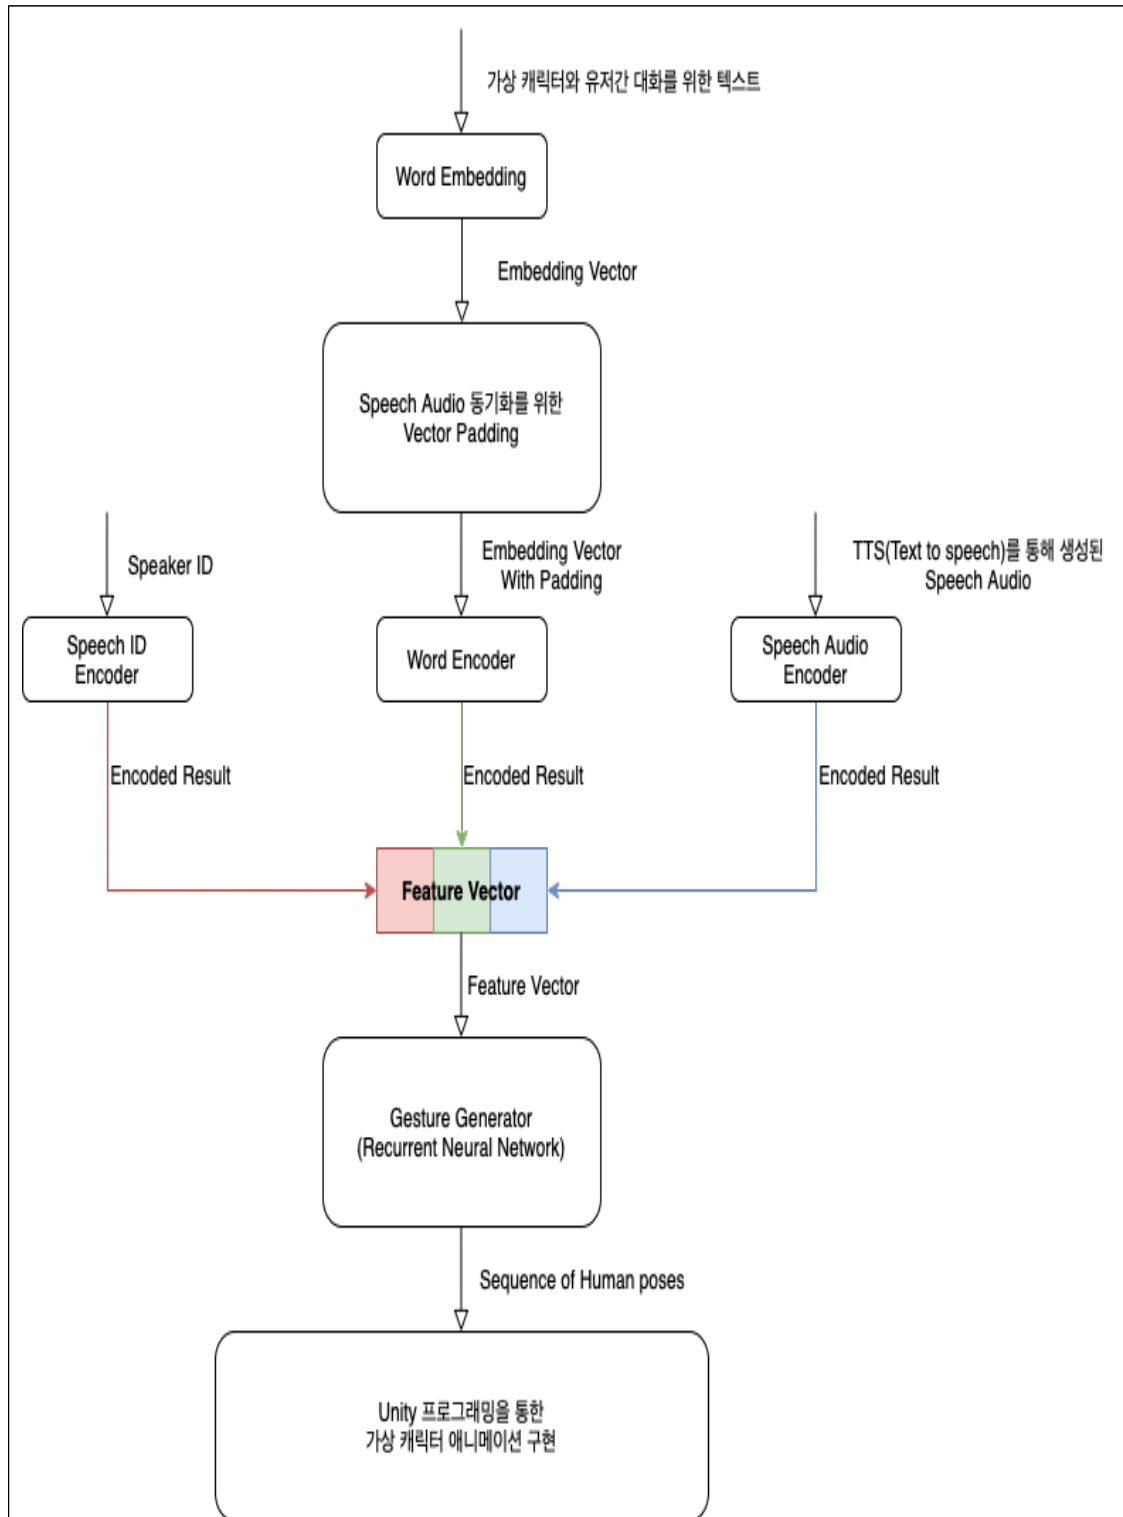 가상 캐릭터와 유저간 대화를 위한 텍스트
Word Embedding
Embedding Vector
Speech Audio 동기화를 위한
Vector Padding
Speaker ID
Embedding Vector
With Padding
TTS(Text to speech)를 통해 생성된
Speech Audio
Speech ID
Encoder
Word Encoder
Speech Audio
Encoder
Encoded Result
Encoded Result
Encoded Result
Feature Vector
Feature Vector
Gesture Generator
(Recurrent Neural Network)
Sequence of Human poses
Unity 프로그래밍을 통한
가상 캐릭터 애니메이션 구현